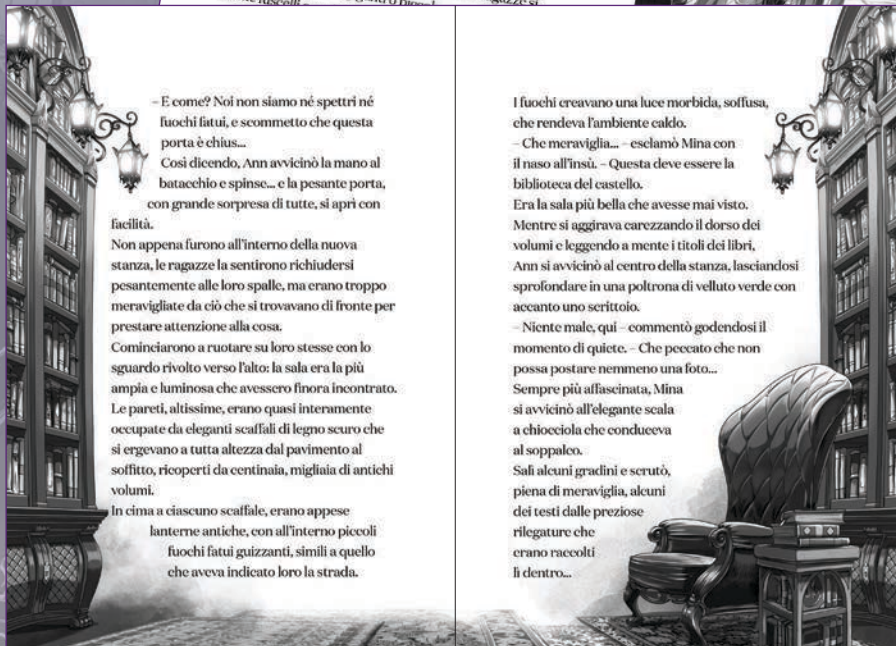 – E come? Noi non siamo né spettri né
fuochi fatui, e scommetto che questa
porta è chius...
Così dicendo, Ann avvicinò la mano al
batacchio e spinse... e la pesante porta,
con grande sorpresa di tutte, si aprì con
facilità.
Non appena furono all'interno della nuova
stanza, le ragazze la sentirono richiudersi
pesantemente alle loro spalle, ma erano troppo
meravigliate da ciò che si trovavano di fronte per
prestare attenzione alla cosa.
Cominciarono a ruotare su loro stesse con lo
sguardo rivolto verso l'alto: la sala era la più
ampia e luminosa che avessero finora incontrato.
Le pareti, altissime, erano quasi interamente
occupate da eleganti scaffali di legno scuro che
si ergevano a tutta altezza dal pavimento al
soffitto, ricoperti da centinaia, migliaia di antichi
volumi.
In cima a ciascuno scaffale, erano appese
lanterne antiche, con all'interno piccoli
fuochi fatui guizzanti, simili a quello
che aveva indicato loro la strada.
I fuochi creavano una luce morbida, soffusa,
che rendeva l'ambiente caldo.
– Che meraviglia... – esclamò Mina con
il naso all'insù. – Questa deve essere la
biblioteca del castello.
Era la sala più bella che avesse mai visto.
Mentre si aggirava carezzando il dorso dei
volumi e leggendo a mente i titoli dei libri,
Ann si avvicinò al centro della stanza, lasciandosi
sprofondare in una poltrona di velluto verde con
accanto uno scrittoio.
– Niente male, qui – commentò godendosi il
momento di quiete. – Che peccato che non
possa postare nemmeno una foto...
Sempre più affascinata, Mina
si avvicinò all'elegante scala
a chiocciola che conduceva
al soppalco.
Salì alcuni gradini e scrutò,
piena di meraviglia, alcuni
dei testi dalle preziose
rilegature che
erano raccolti
lì dentro...